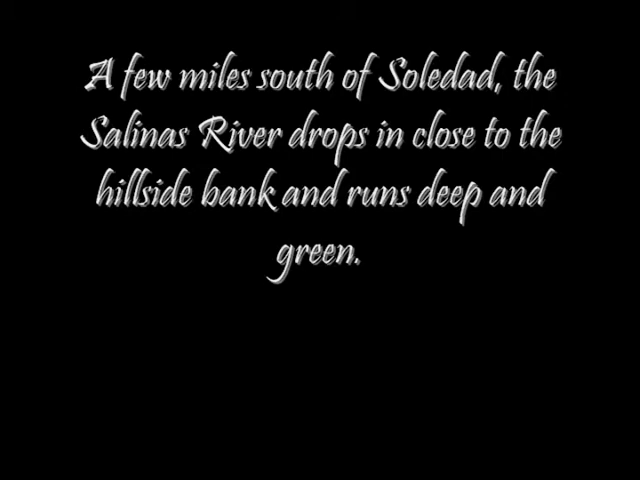 A few miles south of Soledad, the
Salinas River drops in close to the
hillside bank and runs deep and
green.